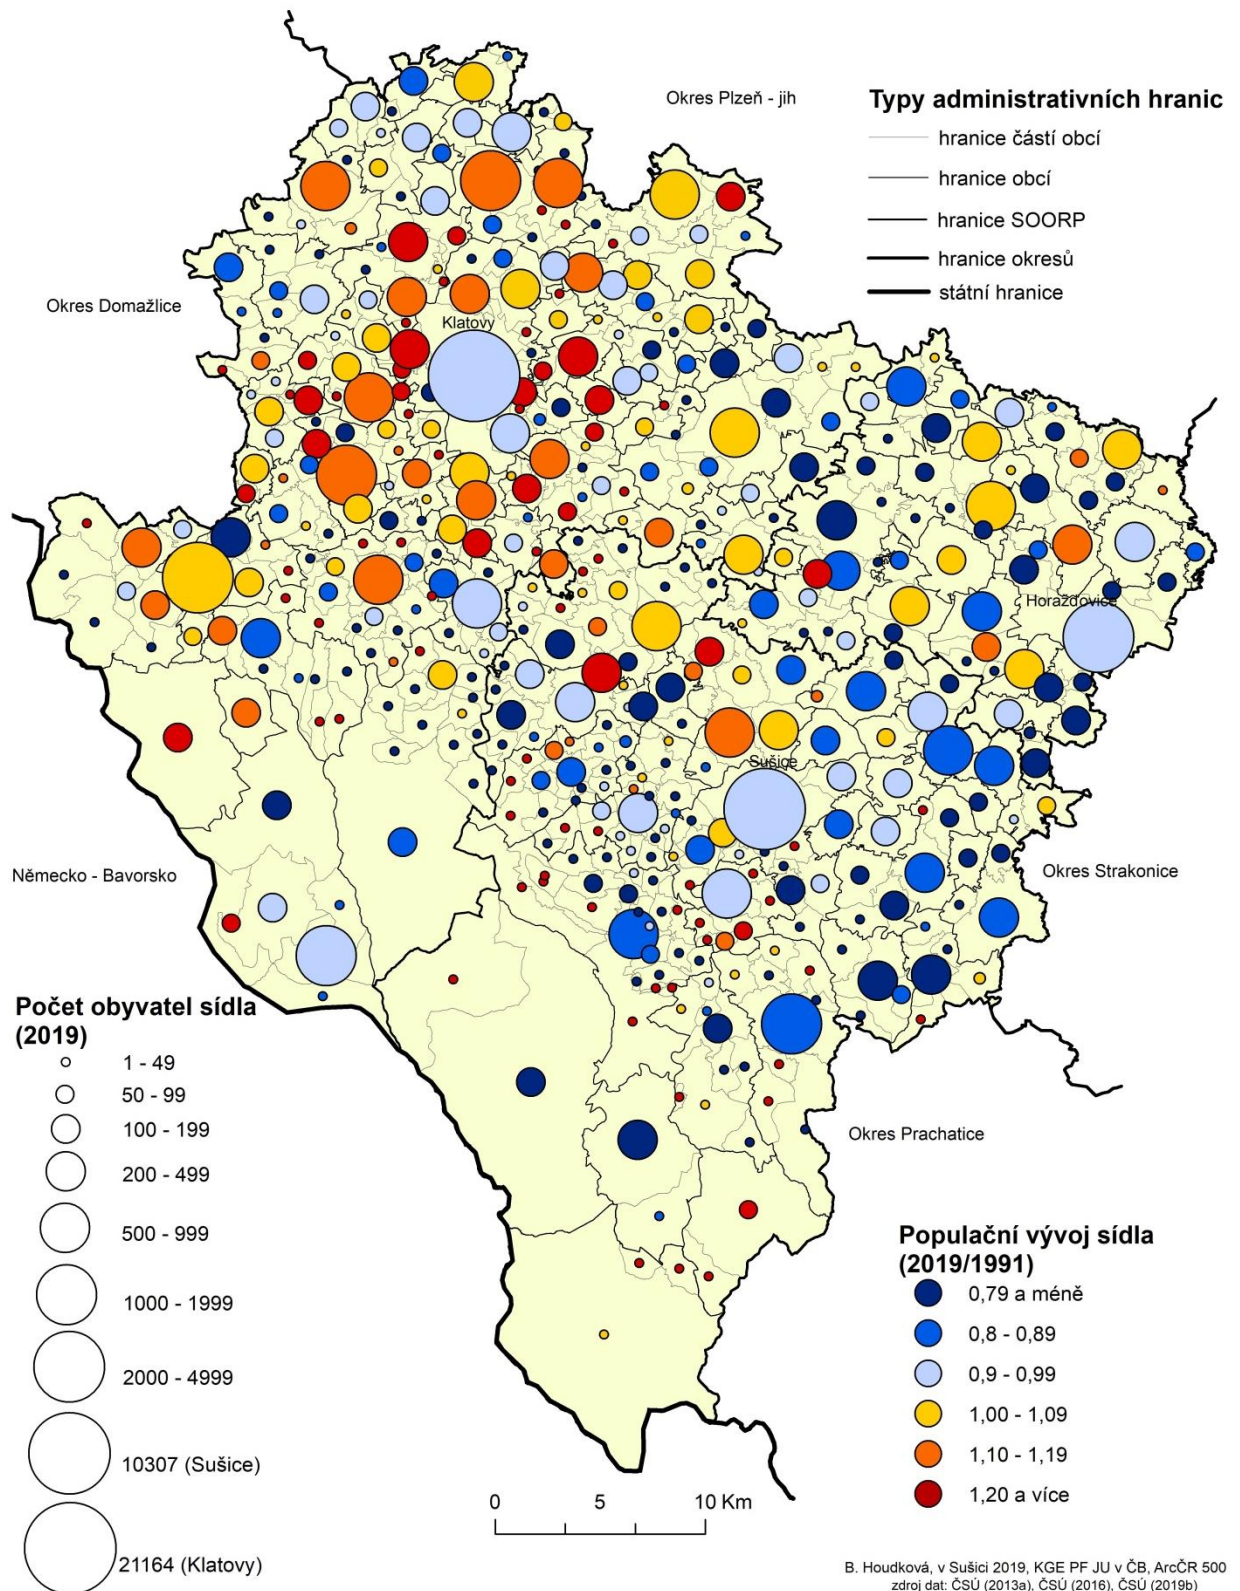 Okres Plzeň - jih
Typy administrativních hranic
hranice částí obcí
hranice obcí
hranice SOORP
hranice okresů
státní hranice
Okres Domažlice
Klatovy
Horažďovice
Sušice
Německo - Bavorsko
Okres Strakonice
Okres Prachatice
Počet obyvatel sídla
(2019)
1 - 49
50 - 99
100 - 199
200 - 499
500 - 999
1000 - 1999
2000 - 4999
10307 (Sušice)
21164 (Klatovy)
Populační vývoj sídla
(2019/1991)
0,79 a méně
0,8 - 0,89
0,9 - 0,99
1,00 - 1,09
1,10 - 1,19
1,20 a více
0 5 10 Km
B. Houdková, v Sušici 2019, KGE PF JU v ČB, ArcČR 500
zdroj dat: ČSÚ (2013a), ČSÚ (2016), ČSÚ (2019b)